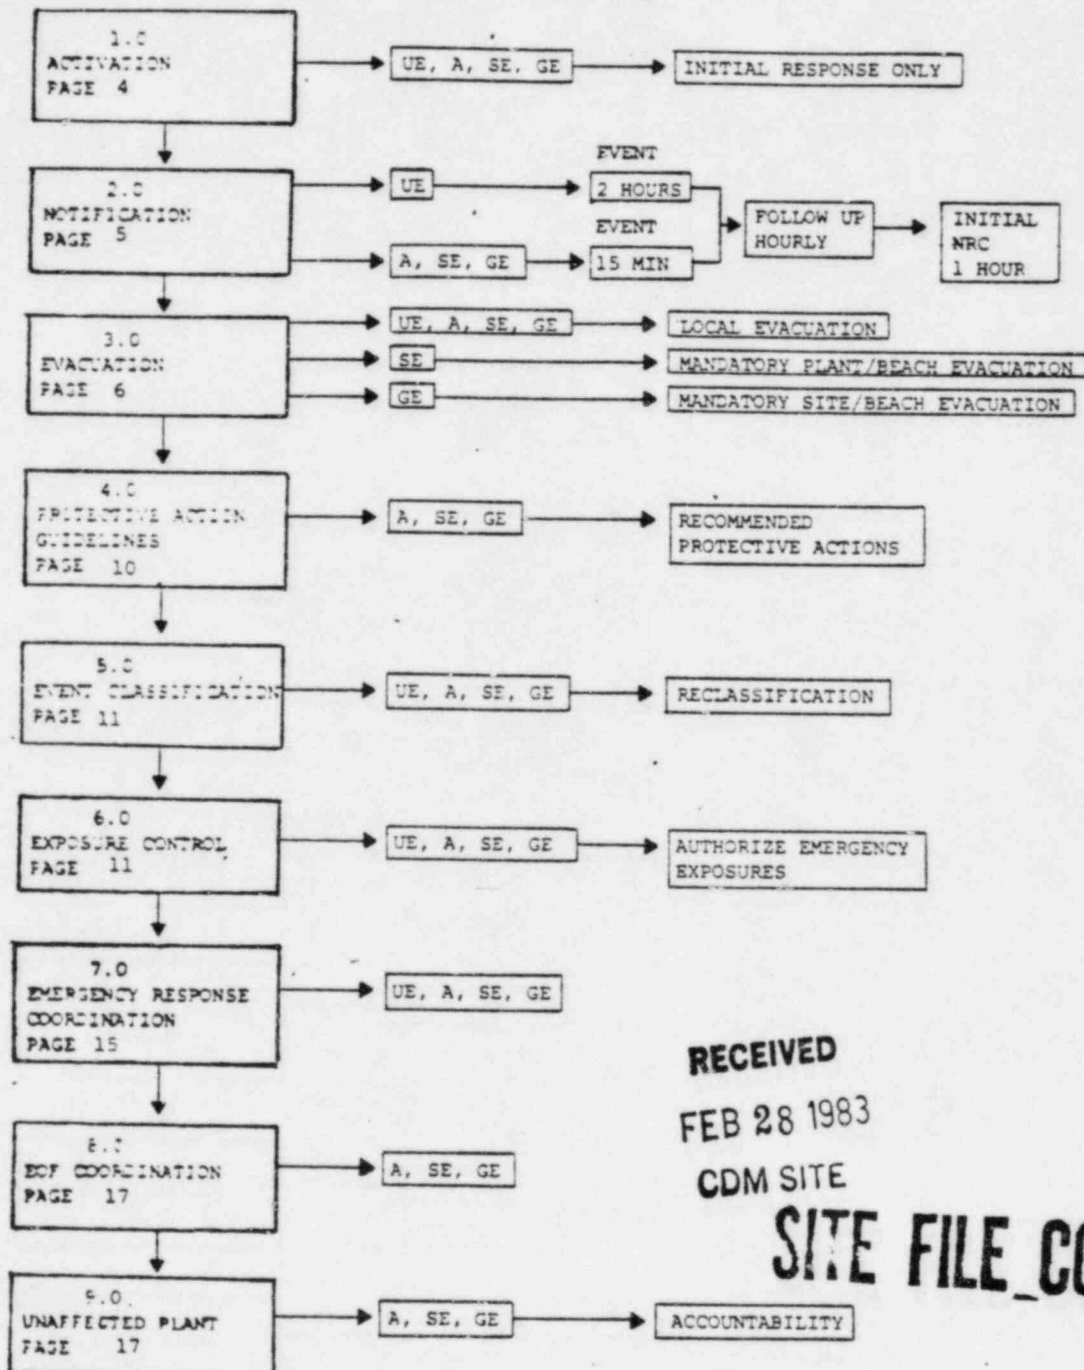 1.0
ACTIVATION
PAGE 4
UE, A, SE, GE
INITIAL RESPONSE ONLY
2.0
NOTIFICATION
PAGE 5
UE
EVENT
2 HOURS
A, SE, GE
EVENT
15 MIN
FOLLOW UP
HOURLY
INITIAL
NRC
1 HOUR
3.0
EVACUATION
PAGE 6
UE, A, SE, GE
LOCAL EVACUATION
SE
MANDATORY PLANT/BEACH EVACUATION
GE
MANDATORY SITE/BEACH EVACUATION
4.0
PROTECTIVE ACTION
GUIDELINES
PAGE 10
A, SE, GE
RECOMMENDED
PROTECTIVE ACTIONS
5.0
EVENT CLASSIFICATION
PAGE 11
UE, A, SE, GE
RECLASSIFICATION
6.0
EXPOSURE CONTROL
PAGE 11
UE, A, SE, GE
AUTHORIZE EMERGENCY
EXPOSURES
7.0
EMERGENCY RESPONSE
COORDINATION
PAGE 15
UE, A, SE, GE
8.0
EOF COORDINATION
PAGE 17
A, SE, GE
9.0
UNAFFECTED PLANT
PAGE 17
A, SE, GE
ACCOUNTABILITY
RECEIVED
FEB 28 1983
CDM SITE
SITE FILE CO